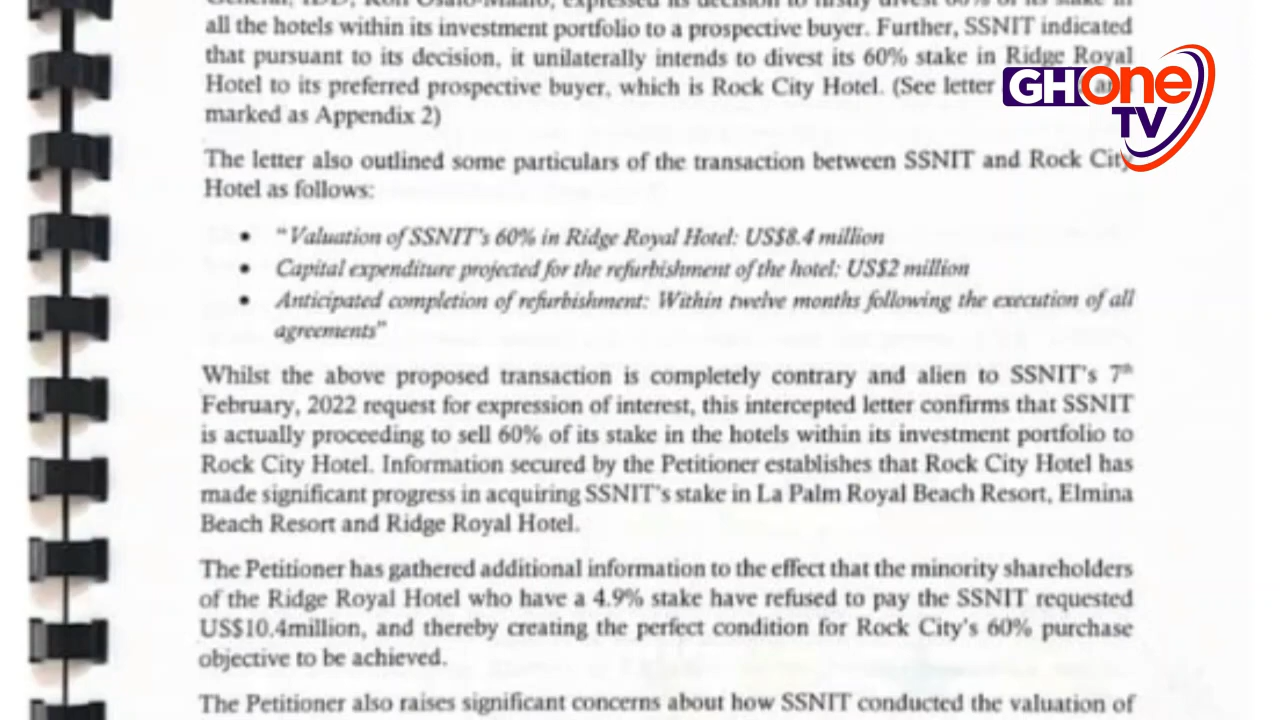 all the hotels within its investment portfolio to a prospective buyer. Further, SSNIT indicated
that pursuant to its decision, it unilaterally intends to divest its 60% stake in Ridge Royal
Hotel to its preferred prospective buyer, which is Rock City Hotel. (See letter
marked as Appendix 2)
The letter also outlined some particulars of the transaction between SSNIT and Rock City
Hotel as follows:
• "Valuation of SSNIT's 60% in Ridge Royal Hotel: US$8.4 million
• Capital expenditure projected for the refurbishment of the hotel: US$2 million
• Anticipated completion of refurbishment: Within twelve months following the execution of all
agreements"
Whilst the above proposed transaction is completely contrary and alien to SSNIT's 7th
February, 2022 request for expression of interest, this intercepted letter confirms that SSNIT
is actually proceeding to sell 60% of its stake in the hotels within its investment portfolio to
Rock City Hotel. Information secured by the Petitioner establishes that Rock City Hotel has
made significant progress in acquiring SSNIT's stake in La Palm Royal Beach Resort, Elmina
Beach Resort and Ridge Royal Hotel.
The Petitioner has gathered additional information to the effect that the minority shareholders
of the Ridge Royal Hotel who have a 4.9% stake have refused to pay the SSNIT requested
US$10.4million, and thereby creating the perfect condition for Rock City's 60% purchase
objective to be achieved.
The Petitioner also raises significant concerns about how SSNIT conducted the valuation of
GHOne
TV